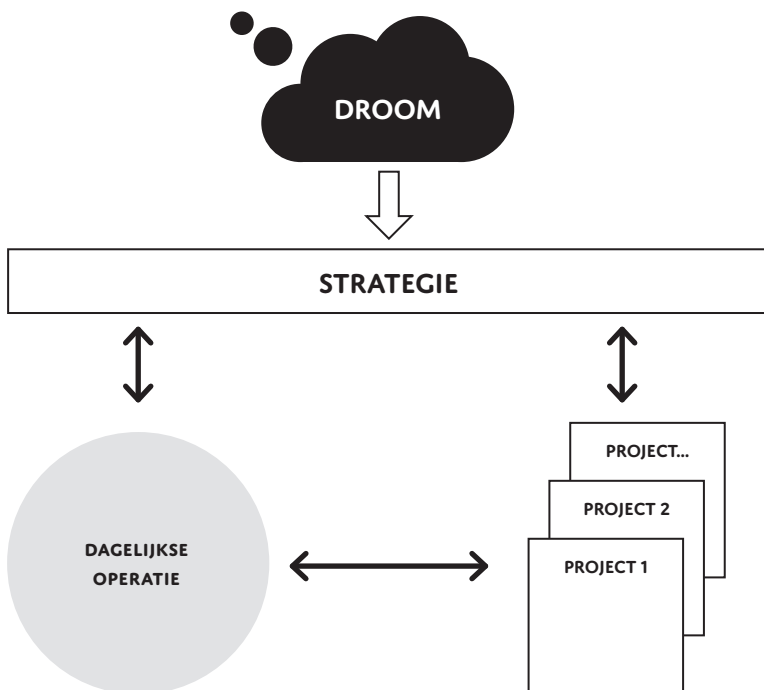 DROOM
STRATEGIE
PROJECT...
PROJECT 2
PROJECT 1
DAGELIJKSE
OPERATIE